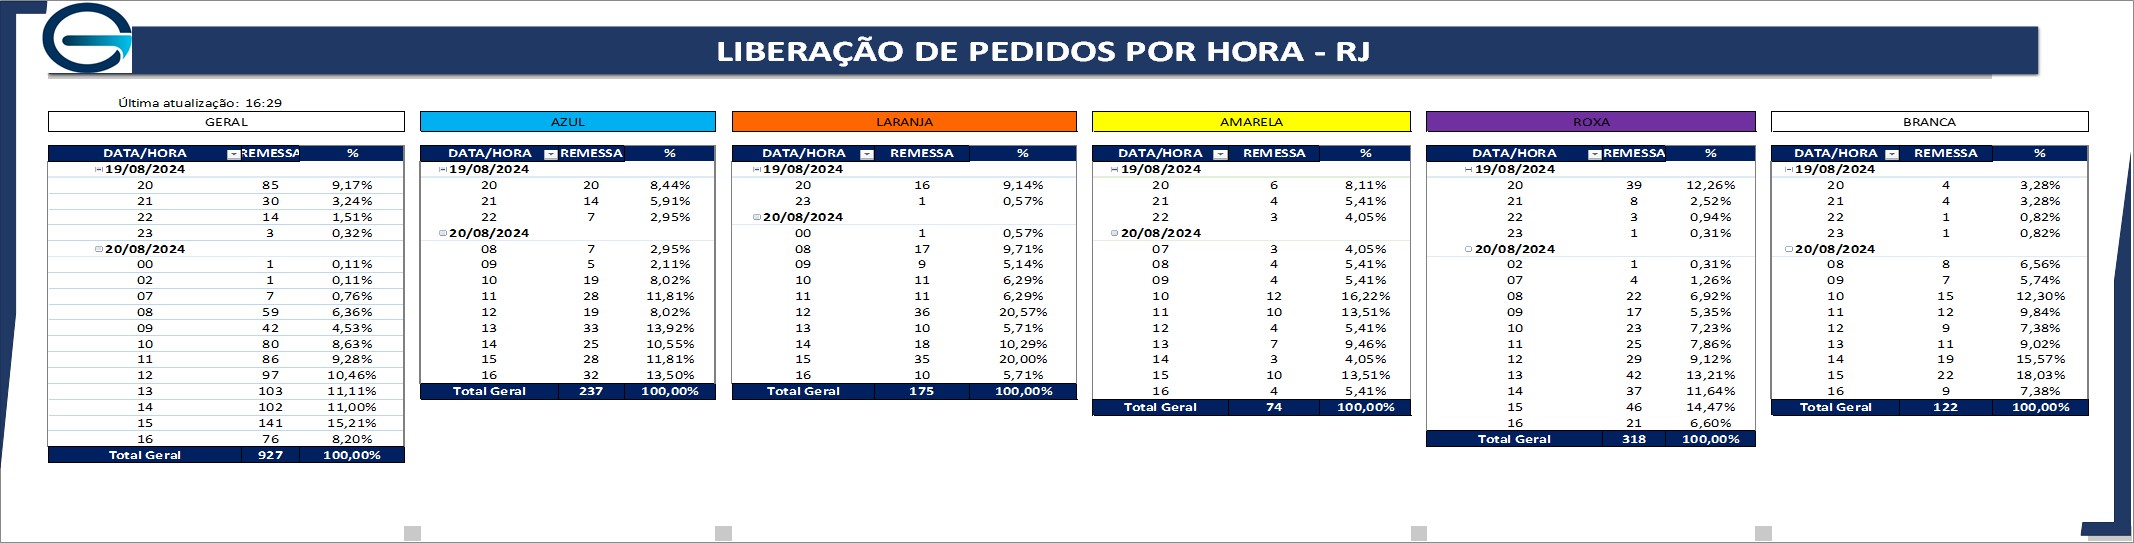 LIBERAÇÃO DE PEDIDOS POR HORA - RJ
Última atualização: 16:29
GERAL
DATA/HORA REMESSA %
19/08/2024
20 85 9,17%
21 30 3,24%
22 14 1,51%
23 3 0,32%
20/08/2024
00 1 0,11%
02 1 0,11%
07 7 0,76%
08 59 6,36%
09 42 4,53%
10 80 8,63%
11 86 9,28%
12 97 10,46%
13 103 11,11%
14 102 11,00%
15 141 15,21%
16 76 8,20%
Total Geral 927 100,00%
AZUL
DATA/HORA REMESSA %
19/08/2024
20 20 8,44%
21 14 5,91%
22 7 2,95%
20/08/2024
08 7 2,95%
09 5 2,11%
10 19 8,02%
11 28 11,81%
12 19 8,02%
13 33 13,92%
14 25 10,55%
15 28 11,81%
16 32 13,50%
Total Geral 237 100,00%
LARANJA
DATA/HORA REMESSA %
19/08/2024
20 16 9,14%
23 1 0,57%
20/08/2024
00 1 0,57%
08 17 9,71%
09 9 5,14%
10 11 6,29%
11 11 6,29%
12 36 20,57%
13 10 5,71%
14 18 10,29%
15 35 20,00%
16 10 5,71%
Total Geral 175 100,00%
AMARELA
DATA/HORA REMESSA %
19/08/2024
20 6 8,11%
21 4 5,41%
22 3 4,05%
20/08/2024
07 3 4,05%
08 4 5,41%
09 4 5,41%
10 12 16,22%
11 10 13,51%
12 4 5,41%
13 7 9,46%
14 3 4,05%
15 10 13,51%
16 4 5,41%
Total Geral 74 100,00%
ROXA
DATA/HORA REMESSA %
19/08/2024
20 39 12,26%
21 8 2,52%
22 3 0,94%
23 1 0,31%
20/08/2024
02 1 0,31%
07 4 1,26%
08 22 6,92%
09 17 5,35%
10 23 7,23%
11 25 7,86%
12 29 9,12%
13 42 13,21%
14 37 11,64%
15 46 14,47%
16 21 6,60%
Total Geral 318 100,00%
BRANCA
DATA/HORA REMESSA %
19/08/2024
20 4 3,28%
21 4 3,28%
22 1 0,82%
23 1 0,82%
20/08/2024
08 8 6,56%
09 7 5,74%
10 15 12,30%
11 12 9,84%
12 9 7,38%
13 11 9,02%
14 19 15,57%
15 22 18,03%
16 9 7,38%
Total Geral 122 100,00%